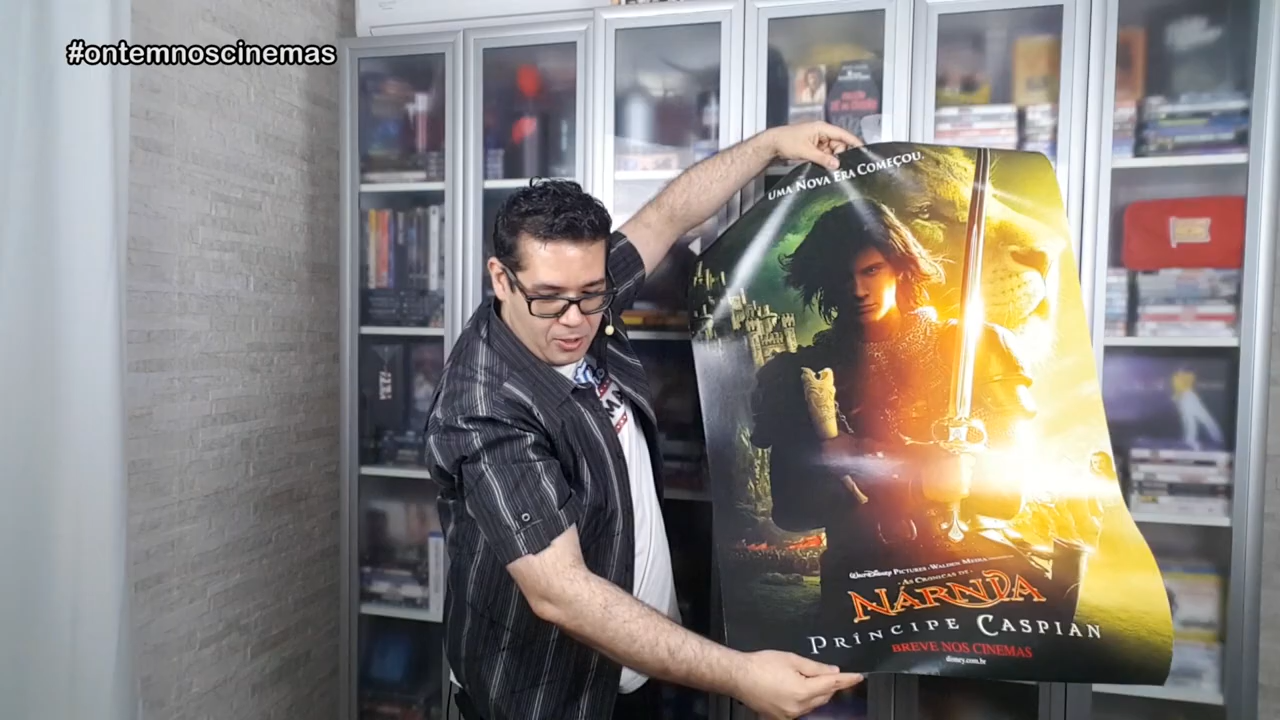 #ontemnoscinemas
UMA NOVA ERA COMEÇOU.
WALT DISNEY PICTURES · WALDEN MEDIA
· AS CRÔNICAS DE ·
NÁRNIA
PRÍNCIPE CASPIAN
BREVE NOS CINEMAS
disney.com.br